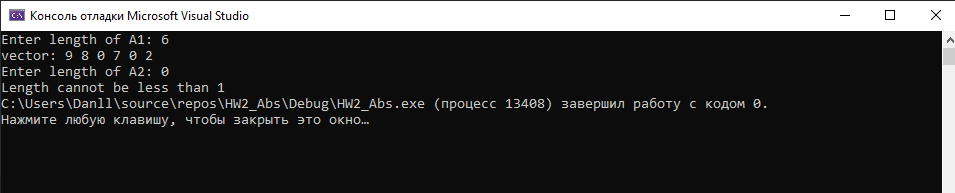 Консоль отладки Microsoft Visual Studio
Enter length of A1: 6
vector: 9 8 0 7 0 2
Enter length of A2: 0
Length cannot be less than 1
C:\Users\Danll\source\repos\HW2_Abs\Debug\HW2_Abs.exe (процесс 13408) завершил работу с кодом 0.
Нажмите любую клавишу, чтобы закрыть это окно…